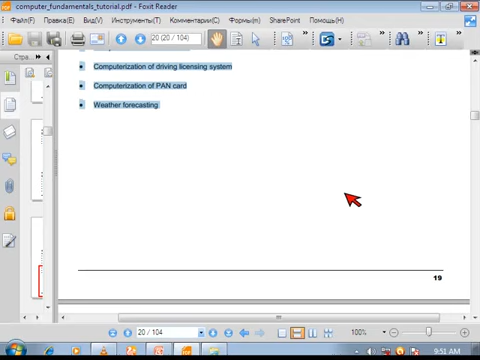 computer_fundamentals_tutorial.pdf - Foxit Reader
Файл(F) Правка(E) Вид(V) Инструменты(T) Комментарии(C) Формы(m) SharePoint Помощь(H)
20 (20 / 104)
Стра...
Computerization of driving licensing system
Computerization of PAN card
Weather forecasting
19
20 / 104
100%
9:51 AM